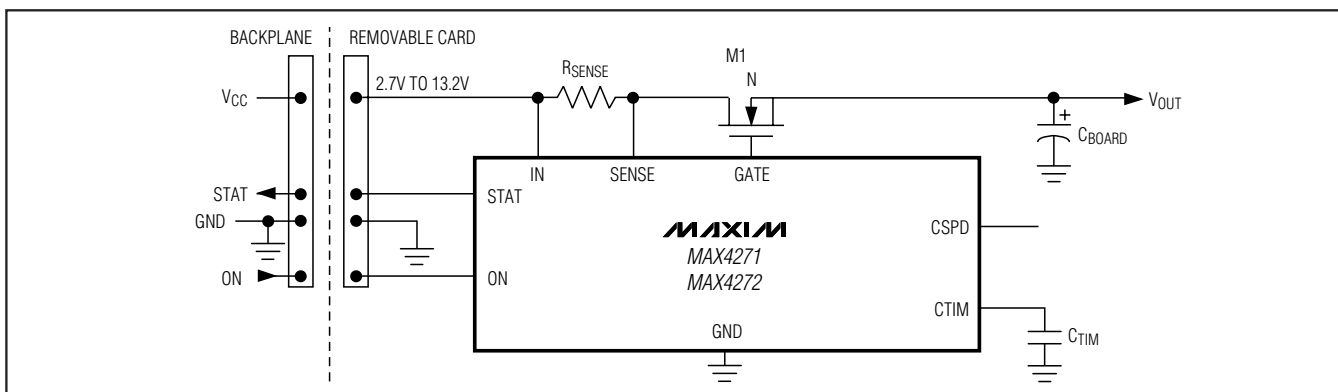 BACKPLANE
REMOVABLE CARD
VCC
2.7V TO 13.2V
RSENSE
M1
N
VOUT
+
CBOARD
IN
SENSE
GATE
STAT
STAT
GND
ON
ON
MAXIM
MAX4271
MAX4272
CSPD
CTIM
GND
CTIM